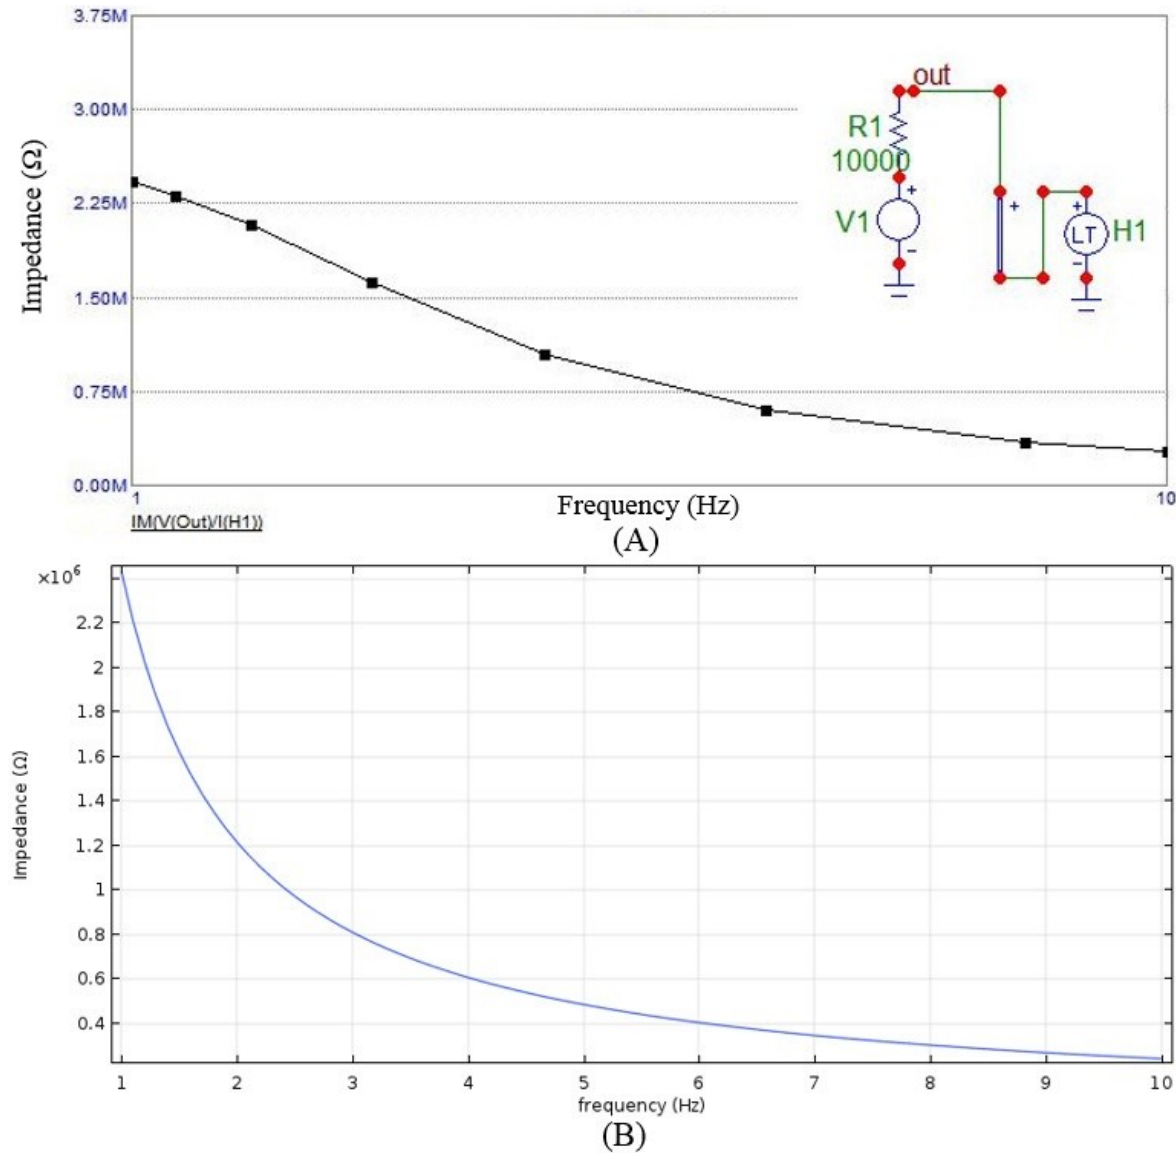 3.75M
3.00M
2.25M
1.50M
0.75M
0.00M
Impedance (Ω)
1
10
Frequency (Hz)
IM(V(Out)/I(H1))
out
R1
10000
+
V1
-
+
+
LT
H1
-
(A)
×10⁶
2.2
2
1.8
1.6
1.4
1.2
1
0.8
0.6
0.4
Impedance (Ω)
1 2 3 4 5 6 7 8 9 10
frequency (Hz)
(B)